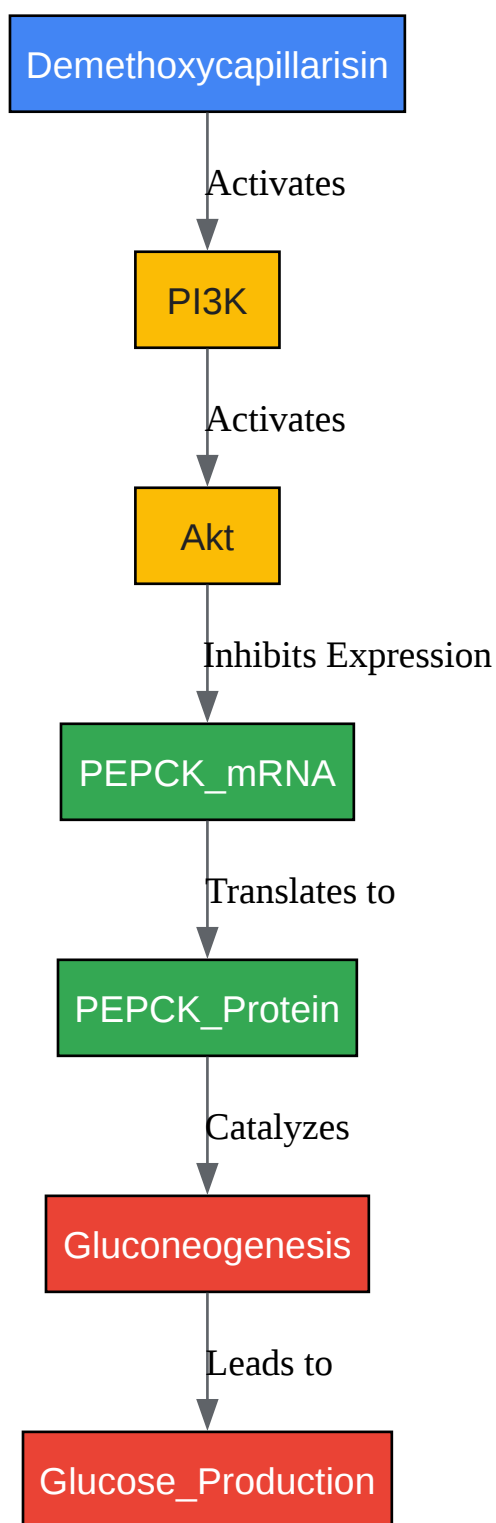 Demethoxycapillarisin
Activates
PI3K
Activates
Akt
Inhibits Expression
PEPCK_mRNA
Translates to
PEPCK_Protein
Catalyzes
Gluconeogenesis
Leads to
Glucose_Production